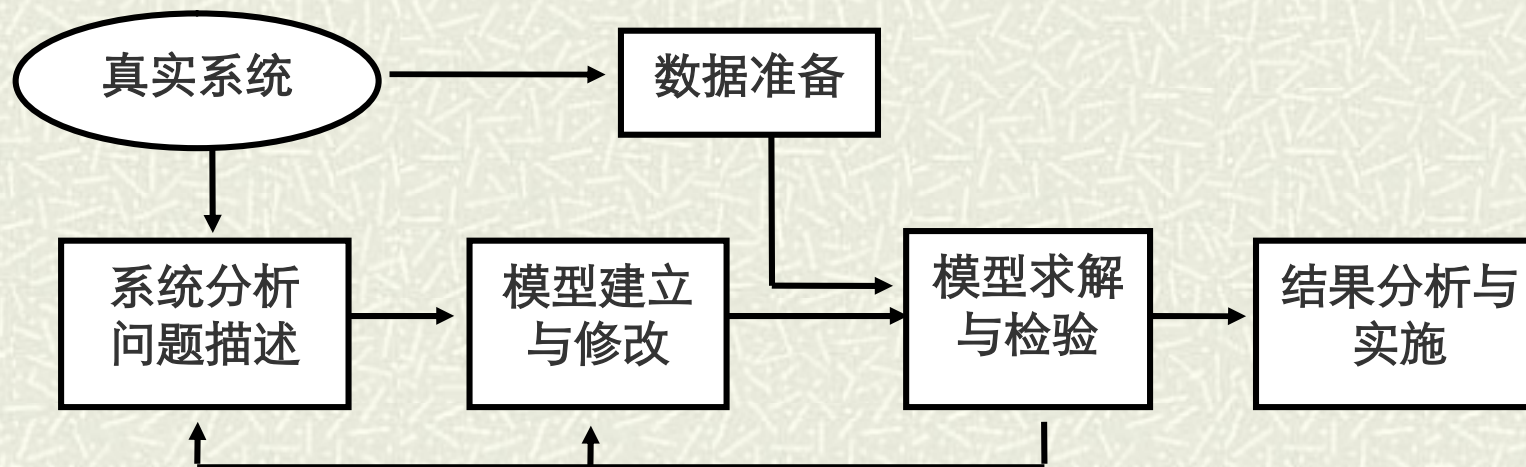 真实系统
数据准备
系统分析
问题描述
模型建立
与修改
模型求解
与检验
结果分析与
实施